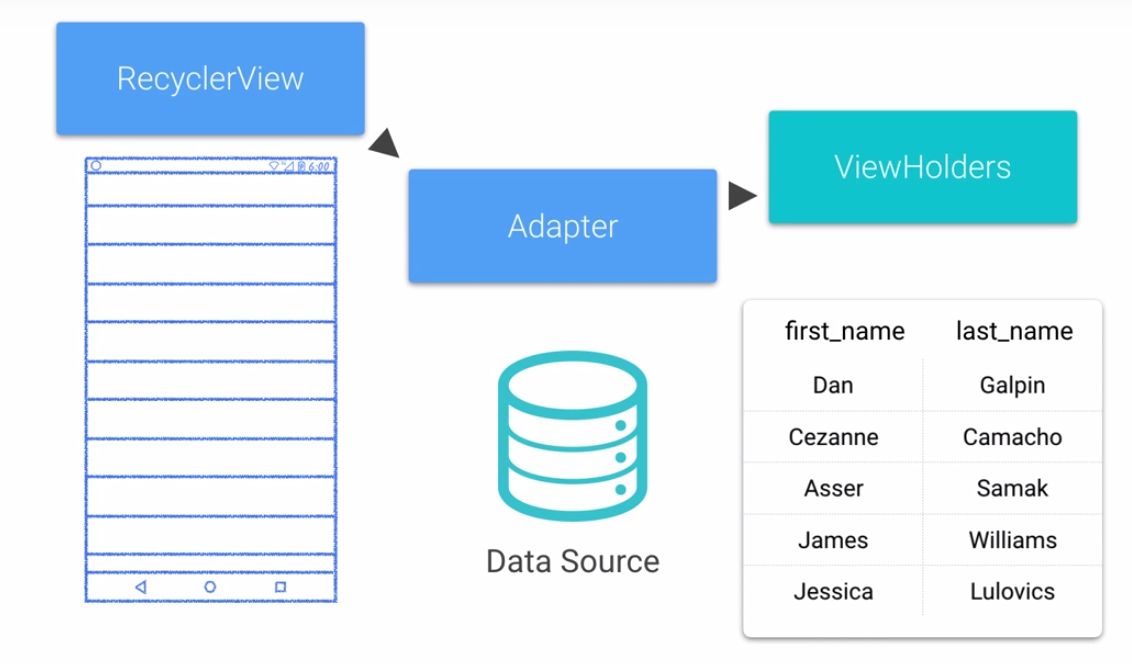 RecyclerView
6:00
Adapter
ViewHolders
Data Source
first_name last_name
Dan Galpin
Cezanne Camacho
Asser Samak
James Williams
Jessica Lulovics